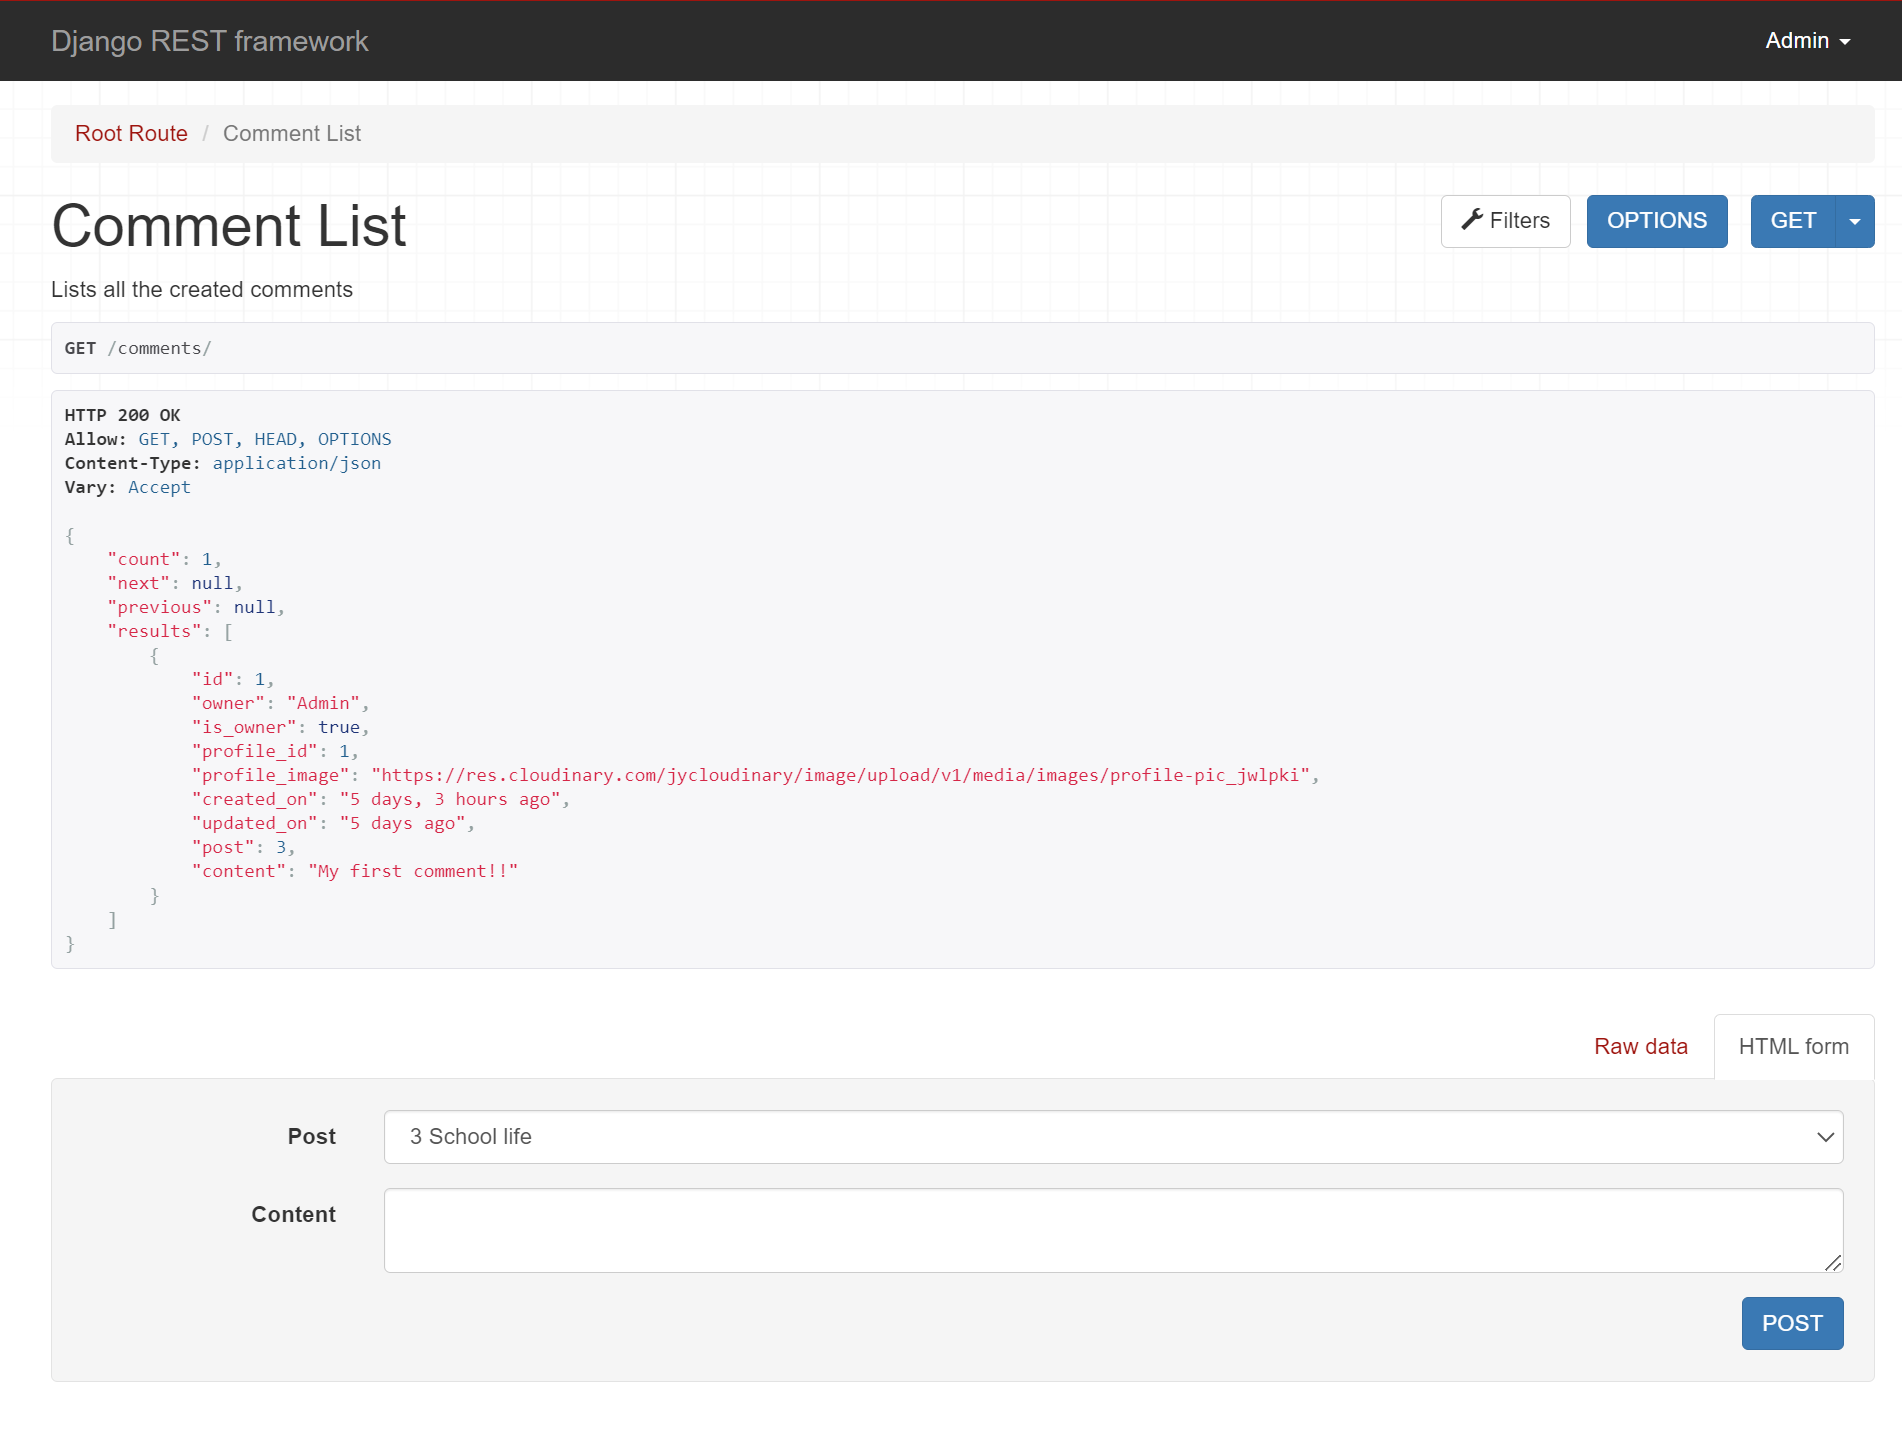 Django REST framework
Admin
Root Route / Comment List
Comment List
Filters
OPTIONS
GET
Lists all the created comments
GET /comments/
HTTP 200 OK
Allow: GET, POST, HEAD, OPTIONS
Content-Type: application/json
Vary: Accept
{
    "count": 1,
    "next": null,
    "previous": null,
    "results": [
        {
            "id": 1,
            "owner": "Admin",
            "is_owner": true,
            "profile_id": 1,
            "profile_image": "https://res.cloudinary.com/jycloudinary/image/upload/v1/media/images/profile-pic_jwlpki",
            "created_on": "5 days, 3 hours ago",
            "updated_on": "5 days ago",
            "post": 3,
            "content": "My first comment!!"
        }
    ]
}
Raw data
HTML form
Post
3 School life
Content
POST